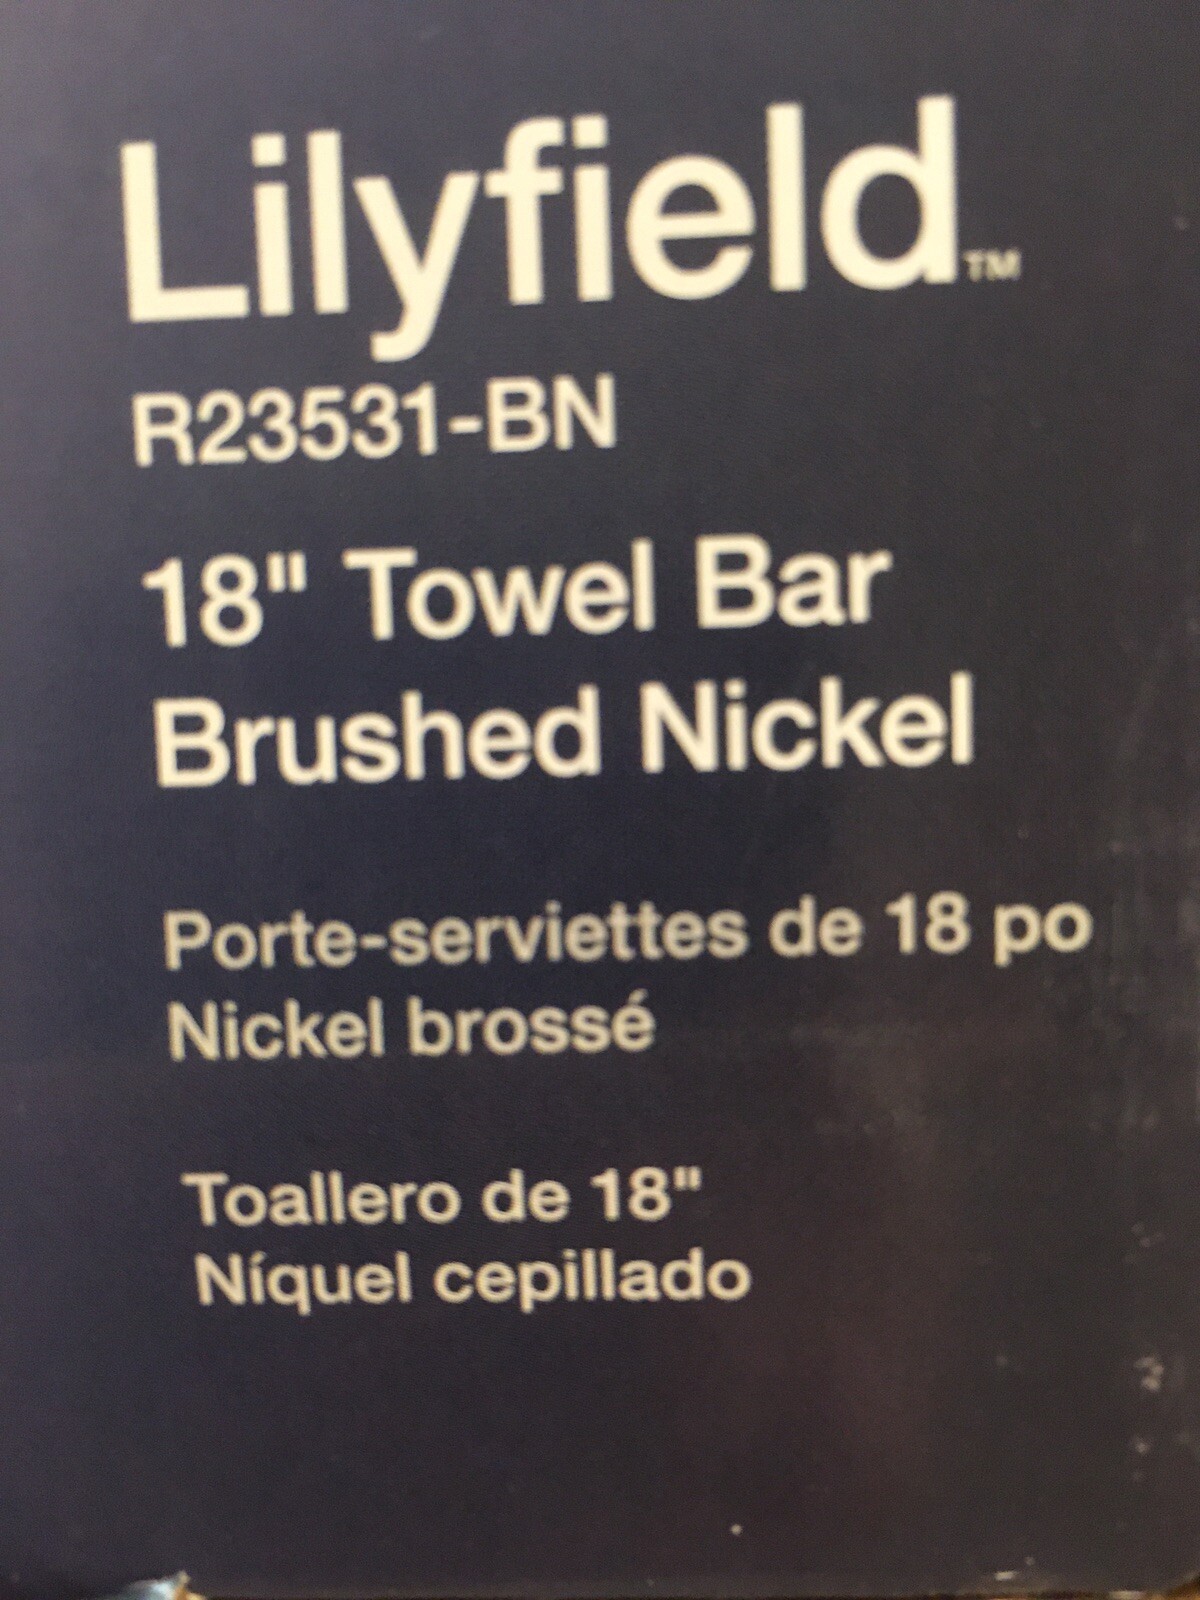 Lilyfield™
R23531-BN
18" Towel Bar
Brushed Nickel
Porte-serviettes de 18 po
Nickel brossé
Toallero de 18"
Níquel cepillado